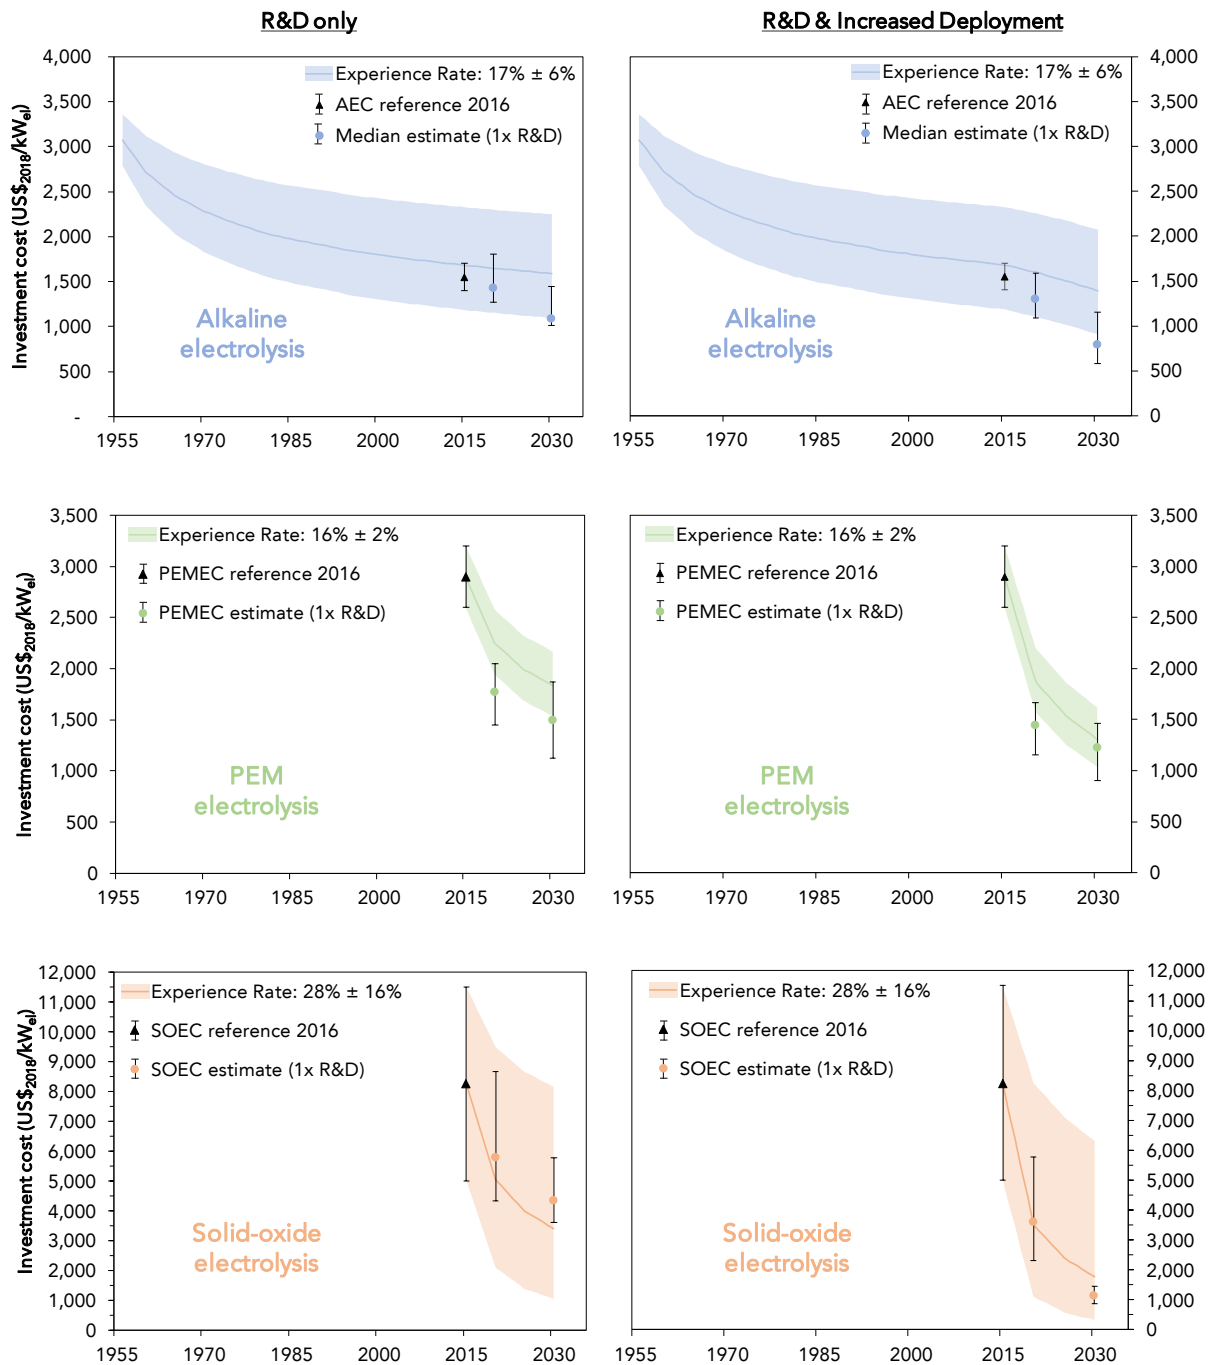 R&D only
R&D & Increased Deployment
Investment cost (US$2018/kWel)
4,000
3,500
3,000
2,500
2,000
1,500
1,000
500
-
Experience Rate: 17% ± 6%
AEC reference 2016
Median estimate (1x R&D)
Alkaline
electrolysis
1955 1970 1985 2000 2015 2030
Experience Rate: 17% ± 6%
AEC reference 2016
Median estimate (1x R&D)
Alkaline
electrolysis
4,000
3,500
3,000
2,500
2,000
1,500
1,000
500
0
1955 1970 1985 2000 2015 2030
Investment cost (US$2018/kWel)
3,500
3,000
2,500
2,000
1,500
1,000
500
0
Experience Rate: 16% ± 2%
PEMEC reference 2016
PEMEC estimate (1x R&D)
PEM
electrolysis
1955 1970 1985 2000 2015 2030
Experience Rate: 16% ± 2%
PEMEC reference 2016
PEMEC estimate (1x R&D)
PEM
electrolysis
3,500
3,000
2,500
2,000
1,500
1,000
500
0
1955 1970 1985 2000 2015 2030
Investment cost (US$2018/kWel)
12,000
11,000
10,000
9,000
8,000
7,000
6,000
5,000
4,000
3,000
2,000
1,000
0
Experience Rate: 28% ± 16%
SOEC reference 2016
SOEC estimate (1x R&D)
Solid-oxide
electrolysis
1955 1970 1985 2000 2015 2030
Experience Rate: 28% ± 16%
SOEC reference 2016
SOEC estimate (1x R&D)
Solid-oxide
electrolysis
12,000
11,000
10,000
9,000
8,000
7,000
6,000
5,000
4,000
3,000
2,000
1,000
0
1955 1970 1985 2000 2015 2030